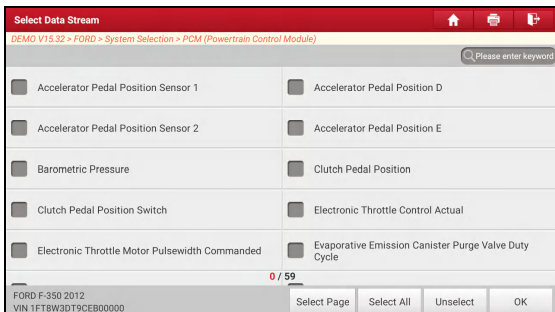 Select Data Stream
DEMO V15.32 > FORD > System Selection > PCM (Powertrain Control Module)
Please enter keyword
Accelerator Pedal Position Sensor 1
Accelerator Pedal Position D
Accelerator Pedal Position Sensor 2
Accelerator Pedal Position E
Barometric Pressure
Clutch Pedal Position
Clutch Pedal Position Switch
Electronic Throttle Control Actual
Electronic Throttle Motor Pulsewidth Commanded
Evaporative Emission Canister Purge Valve Duty
Cycle
0 / 59
FORD F-350 2012
VIN 1FT8W3DT9CEB00000
Select Page
Select All
Unselect
OK